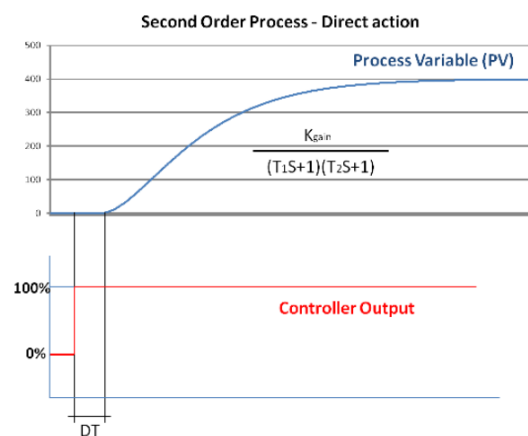 Second Order Process - Direct action
500
Process Variable (PV)
400
300
Kgain
200
(T1S+1)(T2S+1)
100
0
100%
Controller Output
0%
DT